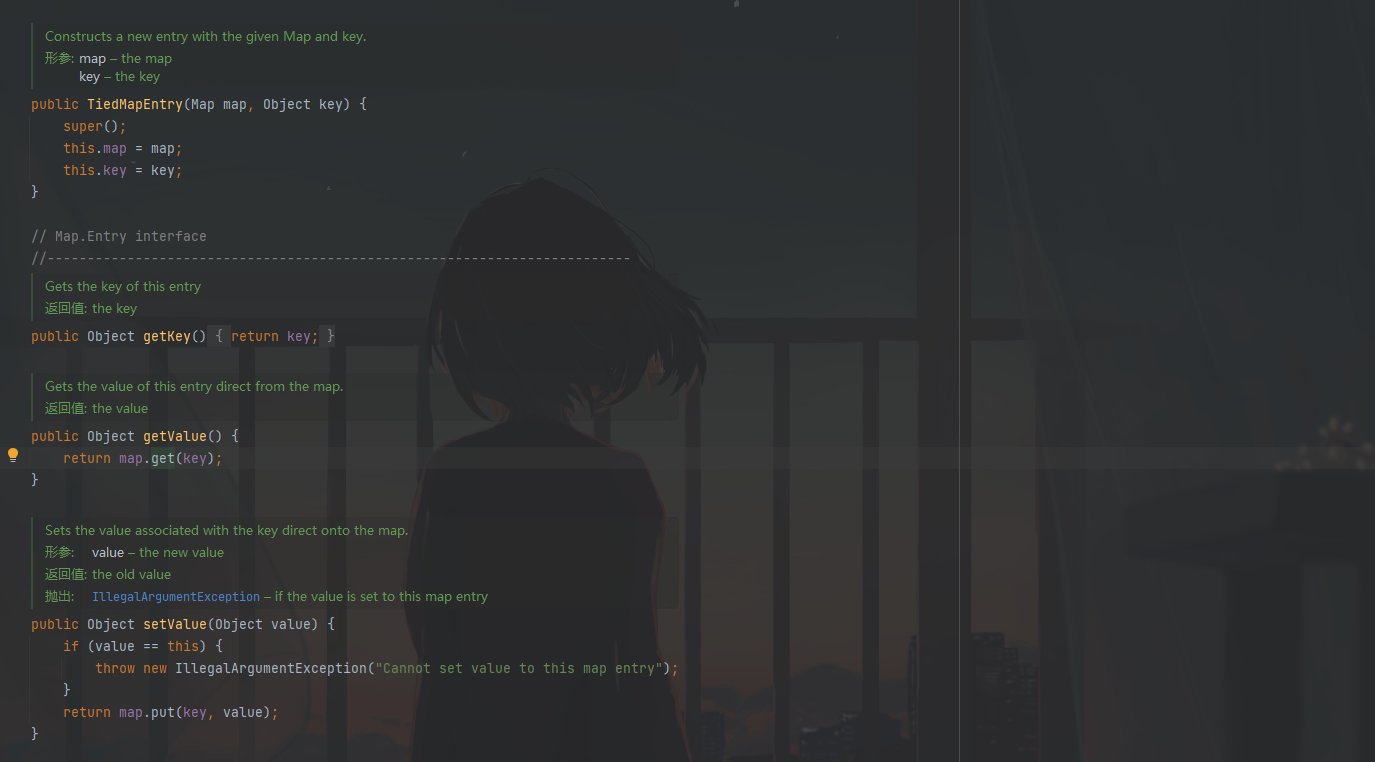 Constructs a new entry with the given Map and key.
形参: map – the map
key – the key
public TiedMapEntry(Map map, Object key) {
super();
this.map = map;
this.key = key;
}
// Map.Entry interface
//-------------------------------------------------------------------------
Gets the key of this entry
返回值: the key
public Object getKey() { return key; }
Gets the value of this entry direct from the map.
返回值: the value
public Object getValue() {
return map.get(key);
}
Sets the value associated with the key direct onto the map.
形参: value – the new value
返回值: the old value
抛出: IllegalArgumentException – if the value is set to this map entry
public Object setValue(Object value) {
if (value == this) {
throw new IllegalArgumentException("Cannot set value to this map entry");
}
return map.put(key, value);
}